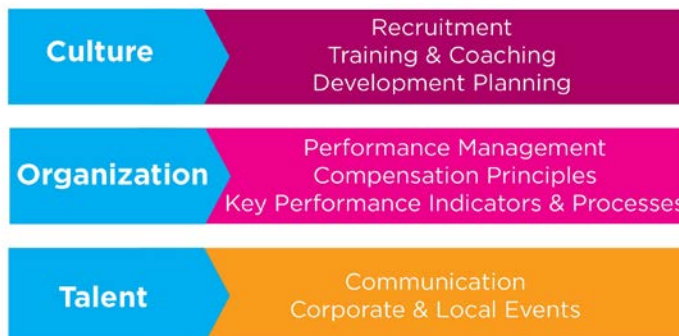 Culture
Recruitment
Training & Coaching
Development Planning
Organization
Performance Management
Compensation Principles
Key Performance Indicators & Processes
Talent
Communication
Corporate & Local Events